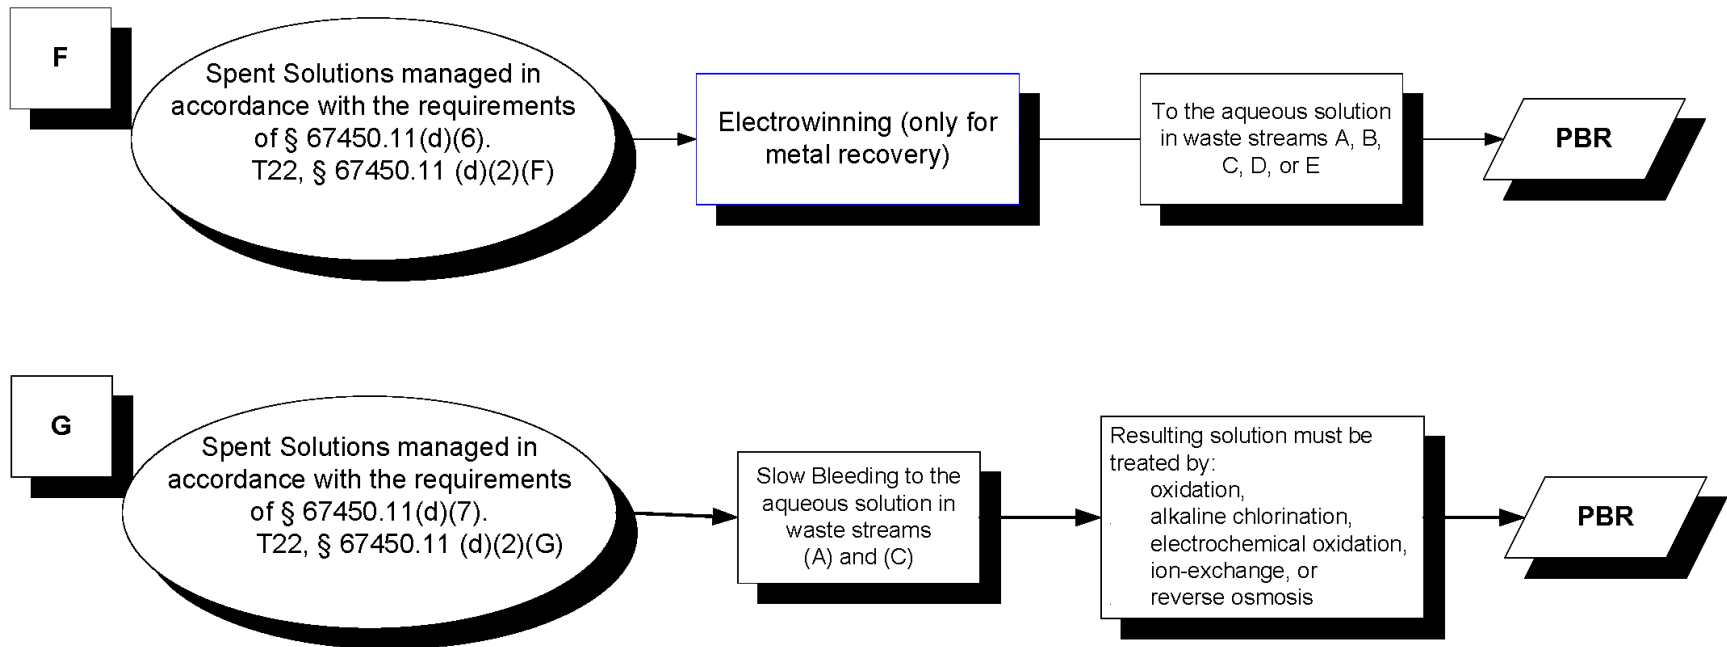 F
Spent Solutions managed in
accordance with the requirements
of § 67450.11(d)(6).
T22, § 67450.11 (d)(2)(F)
Electrowinning (only for
metal recovery)
To the aqueous solution
in waste streams A, B,
C, D, or E
PBR
G
Spent Solutions managed in
accordance with the requirements
of § 67450.11(d)(7).
T22, § 67450.11 (d)(2)(G)
Slow Bleeding to the
aqueous solution in
waste streams
(A) and (C)
Resulting solution must be
treated by:
oxidation,
alkaline chlorination,
electrochemical oxidation,
ion-exchange, or
reverse osmosis
PBR